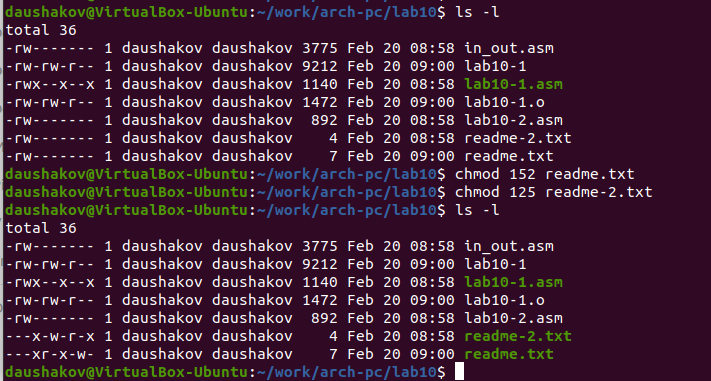 daushakov@VirtualBox-Ubuntu:~/work/arch-pc/lab10$ ls -l
total 36
-rw------- 1 daushakov daushakov 3775 Feb 20 08:58 in_out.asm
-rw-rw-r-- 1 daushakov daushakov 9212 Feb 20 09:00 lab10-1
-rwx--x--x 1 daushakov daushakov 1140 Feb 20 08:58 lab10-1.asm
-rw-rw-r-- 1 daushakov daushakov 1472 Feb 20 09:00 lab10-1.o
-rw------- 1 daushakov daushakov  892 Feb 20 08:58 lab10-2.asm
-rw------- 1 daushakov daushakov    4 Feb 20 08:58 readme-2.txt
-rw------- 1 daushakov daushakov    7 Feb 20 09:00 readme.txt
daushakov@VirtualBox-Ubuntu:~/work/arch-pc/lab10$ chmod 152 readme.txt
daushakov@VirtualBox-Ubuntu:~/work/arch-pc/lab10$ chmod 125 readme-2.txt
daushakov@VirtualBox-Ubuntu:~/work/arch-pc/lab10$ ls -l
total 36
-rw------- 1 daushakov daushakov 3775 Feb 20 08:58 in_out.asm
-rw-rw-r-- 1 daushakov daushakov 9212 Feb 20 09:00 lab10-1
-rwx--x--x 1 daushakov daushakov 1140 Feb 20 08:58 lab10-1.asm
-rw-rw-r-- 1 daushakov daushakov 1472 Feb 20 09:00 lab10-1.o
-rw------- 1 daushakov daushakov  892 Feb 20 08:58 lab10-2.asm
---x-w-r-x 1 daushakov daushakov    4 Feb 20 08:58 readme-2.txt
---xr-x-w- 1 daushakov daushakov    7 Feb 20 09:00 readme.txt
daushakov@VirtualBox-Ubuntu:~/work/arch-pc/lab10$